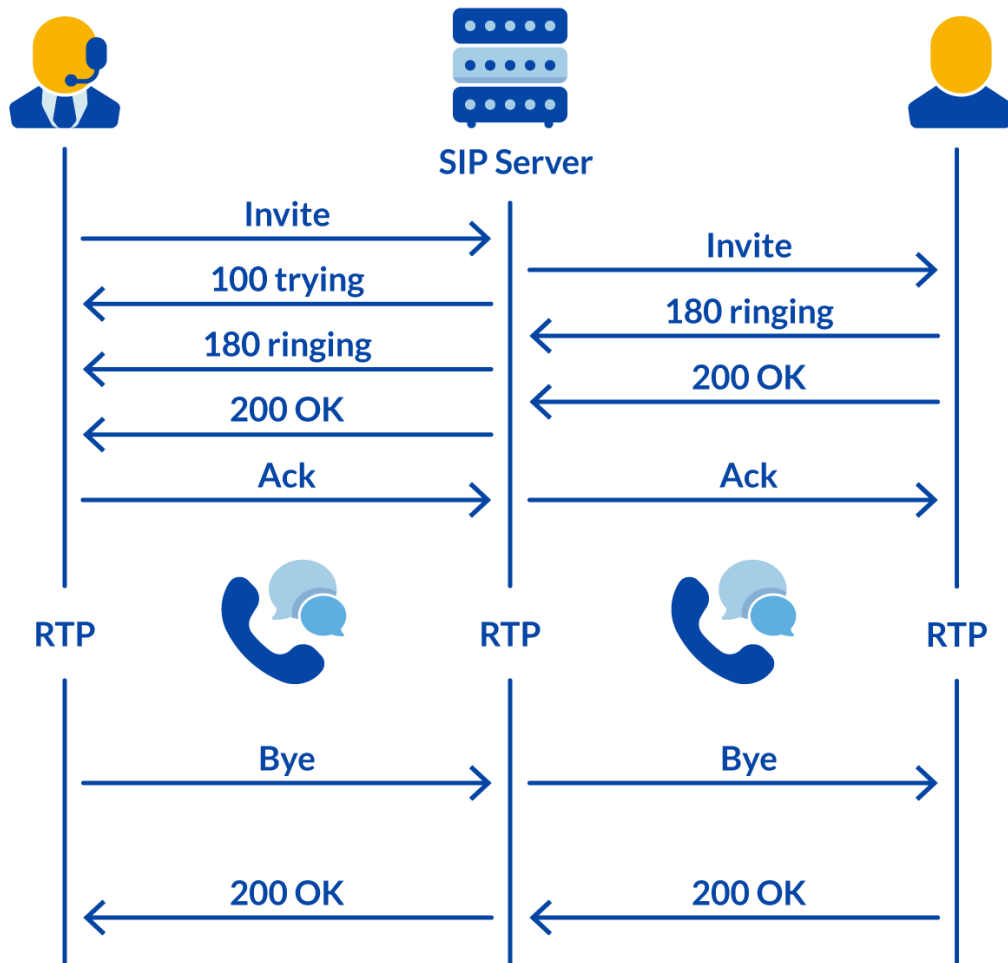 SIP Server
Invite
Invite
100 trying
180 ringing
180 ringing
200 OK
200 OK
Ack
Ack
RTP
RTP
RTP
Bye
Bye
200 OK
200 OK